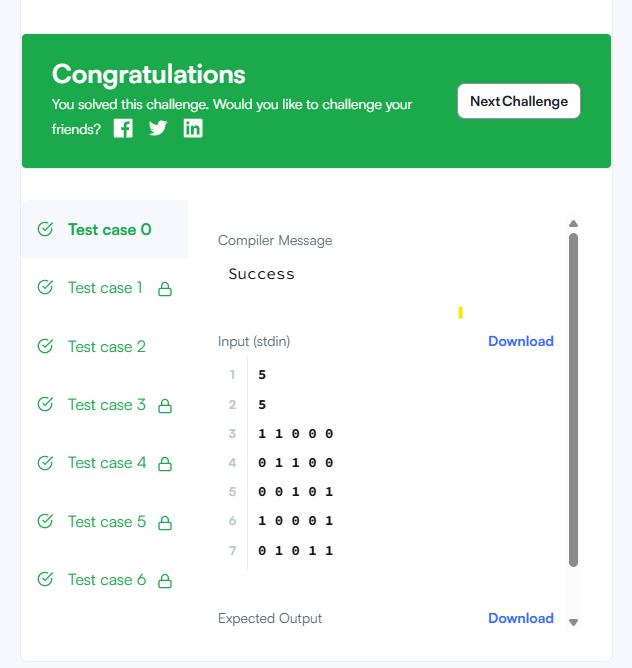 Congratulations
You solved this challenge. Would you like to challenge your
friends?
Next Challenge
Test case 0
Test case 1
Test case 2
Test case 3
Test case 4
Test case 5
Test case 6
Compiler Message
Success
Input (stdin)
Download
1 5
2 5
3 1 1 0 0 0
4 0 1 1 0 0
5 0 0 1 0 1
6 1 0 0 0 1
7 0 1 0 1 1
Expected Output
Download